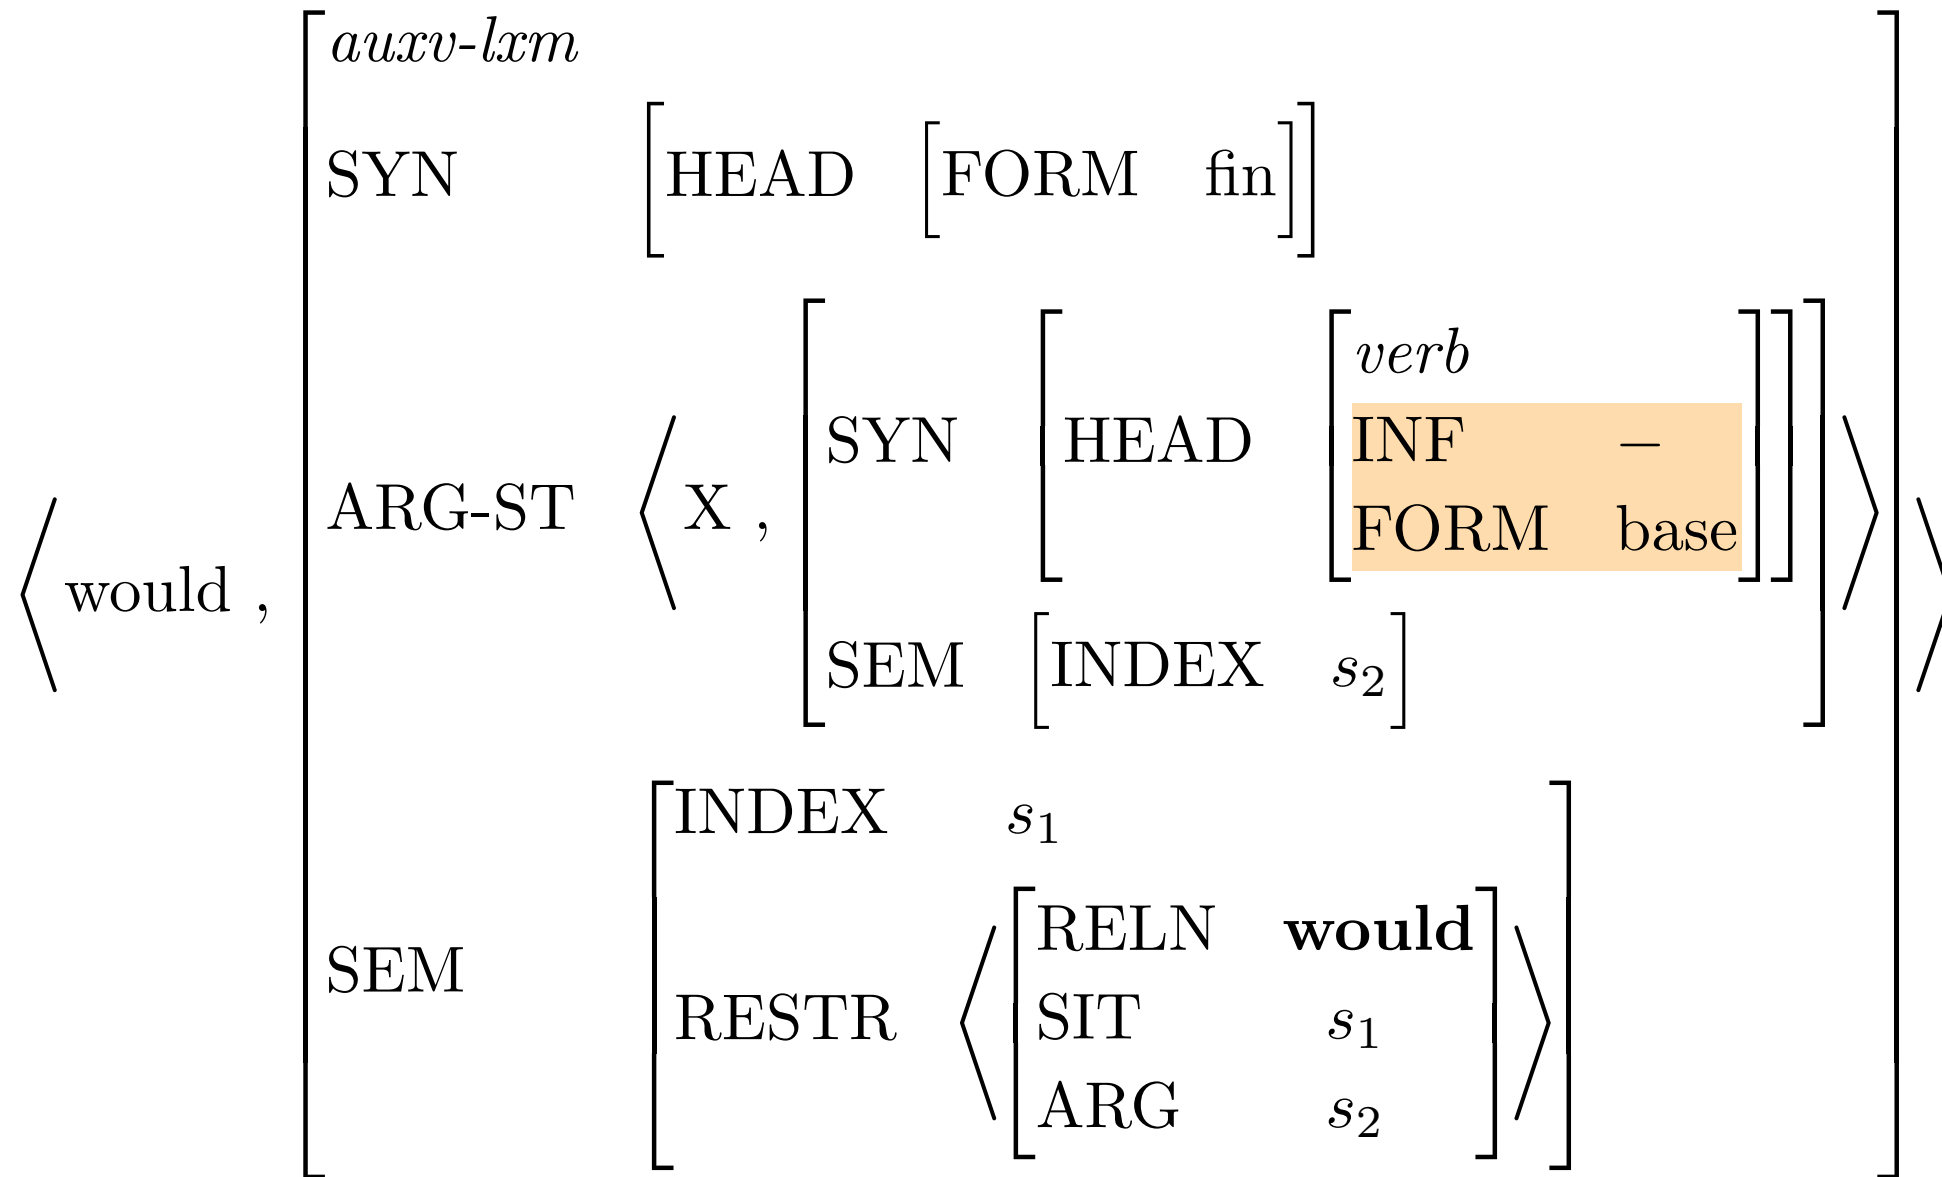 auxv-lxm
SYN [HEAD [FORM fin]]
verb
SYN [HEAD [INF −
FORM base]]
ARG-ST ⟨ X ,
⟨ would ,
SEM [INDEX s₂] ⟩
INDEX s₁
RELN would
SEM
RESTR ⟨ SIT s₁ ⟩
ARG s₂